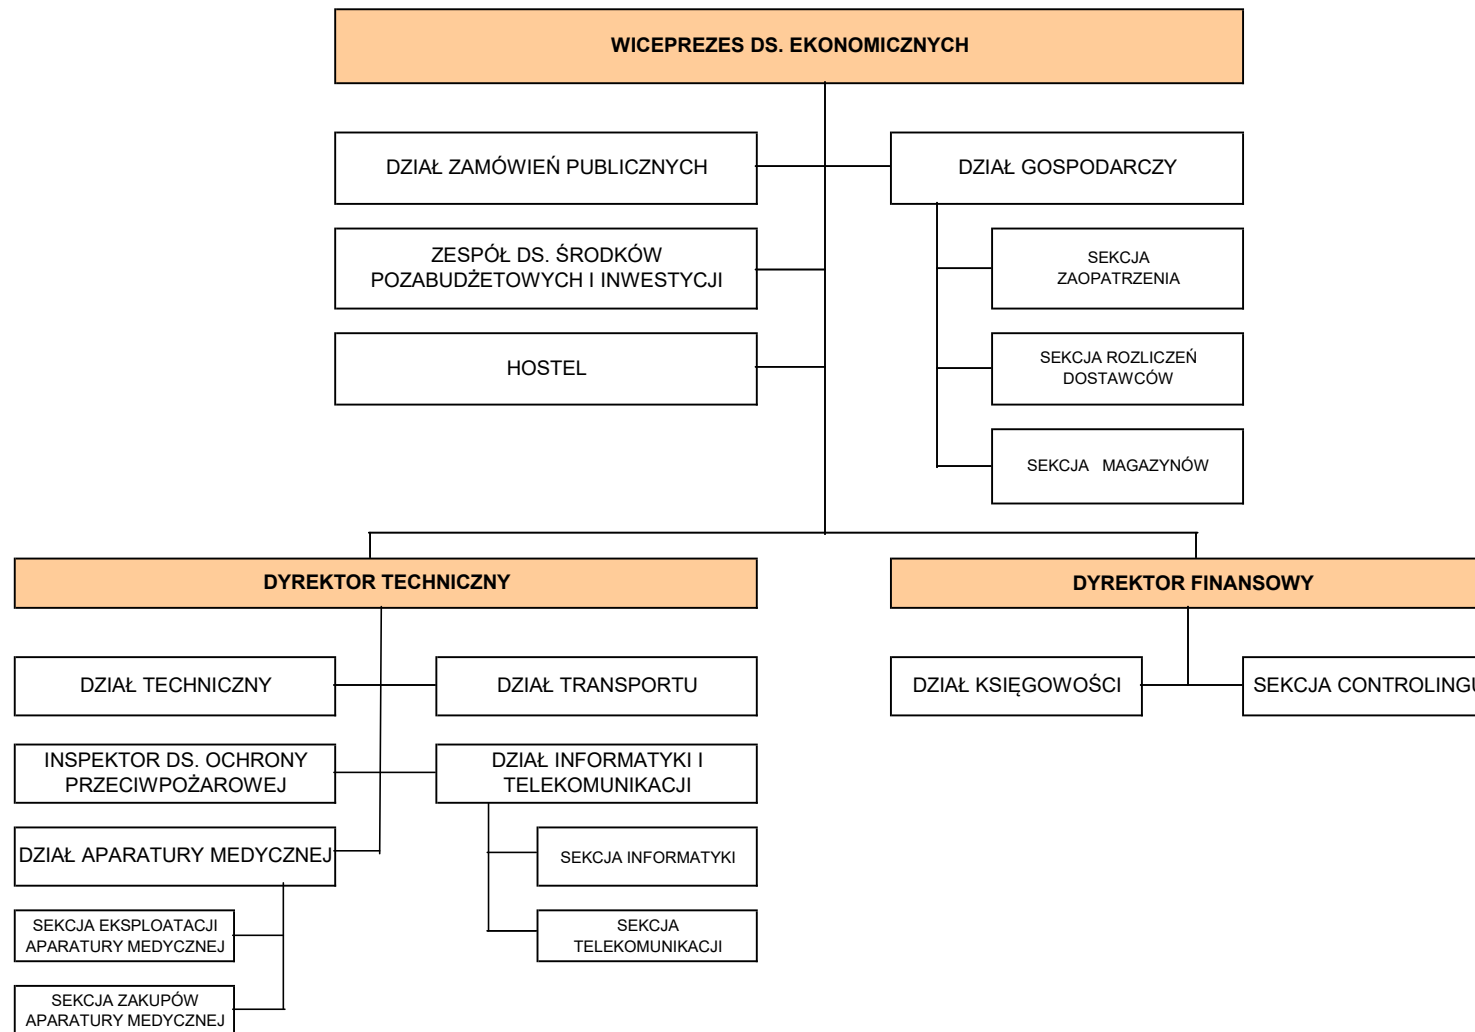 WICEPREZES DS. EKONOMICZNYCH
DZIAŁ ZAMÓWIEŃ PUBLICZNYCH
DZIAŁ GOSPODARCZY
ZESPÓŁ DS. ŚRODKÓW
POZABUDŻETOWYCH I INWESTYCJI
SEKCJA
ZAOPATRZENIA
HOSTEL
SEKCJA ROZLICZEŃ
DOSTAWCÓW
SEKCJA MAGAZYNÓW
DYREKTOR TECHNICZNY
DYREKTOR FINANSOWY
DZIAŁ TECHNICZNY
DZIAŁ TRANSPORTU
DZIAŁ KSIĘGOWOŚCI
SEKCJA CONTROLINGU
INSPEKTOR DS. OCHRONY
PRZECIWPOŻAROWEJ
DZIAŁ INFORMATYKI I
TELEKOMUNIKACJI
DZIAŁ APARATURY MEDYCZNEJ
SEKCJA INFORMATYKI
SEKCJA EKSPLOATACJI
APARATURY MEDYCZNEJ
SEKCJA
TELEKOMUNIKACJI
SEKCJA ZAKUPÓW
APARATURY MEDYCZNEJ